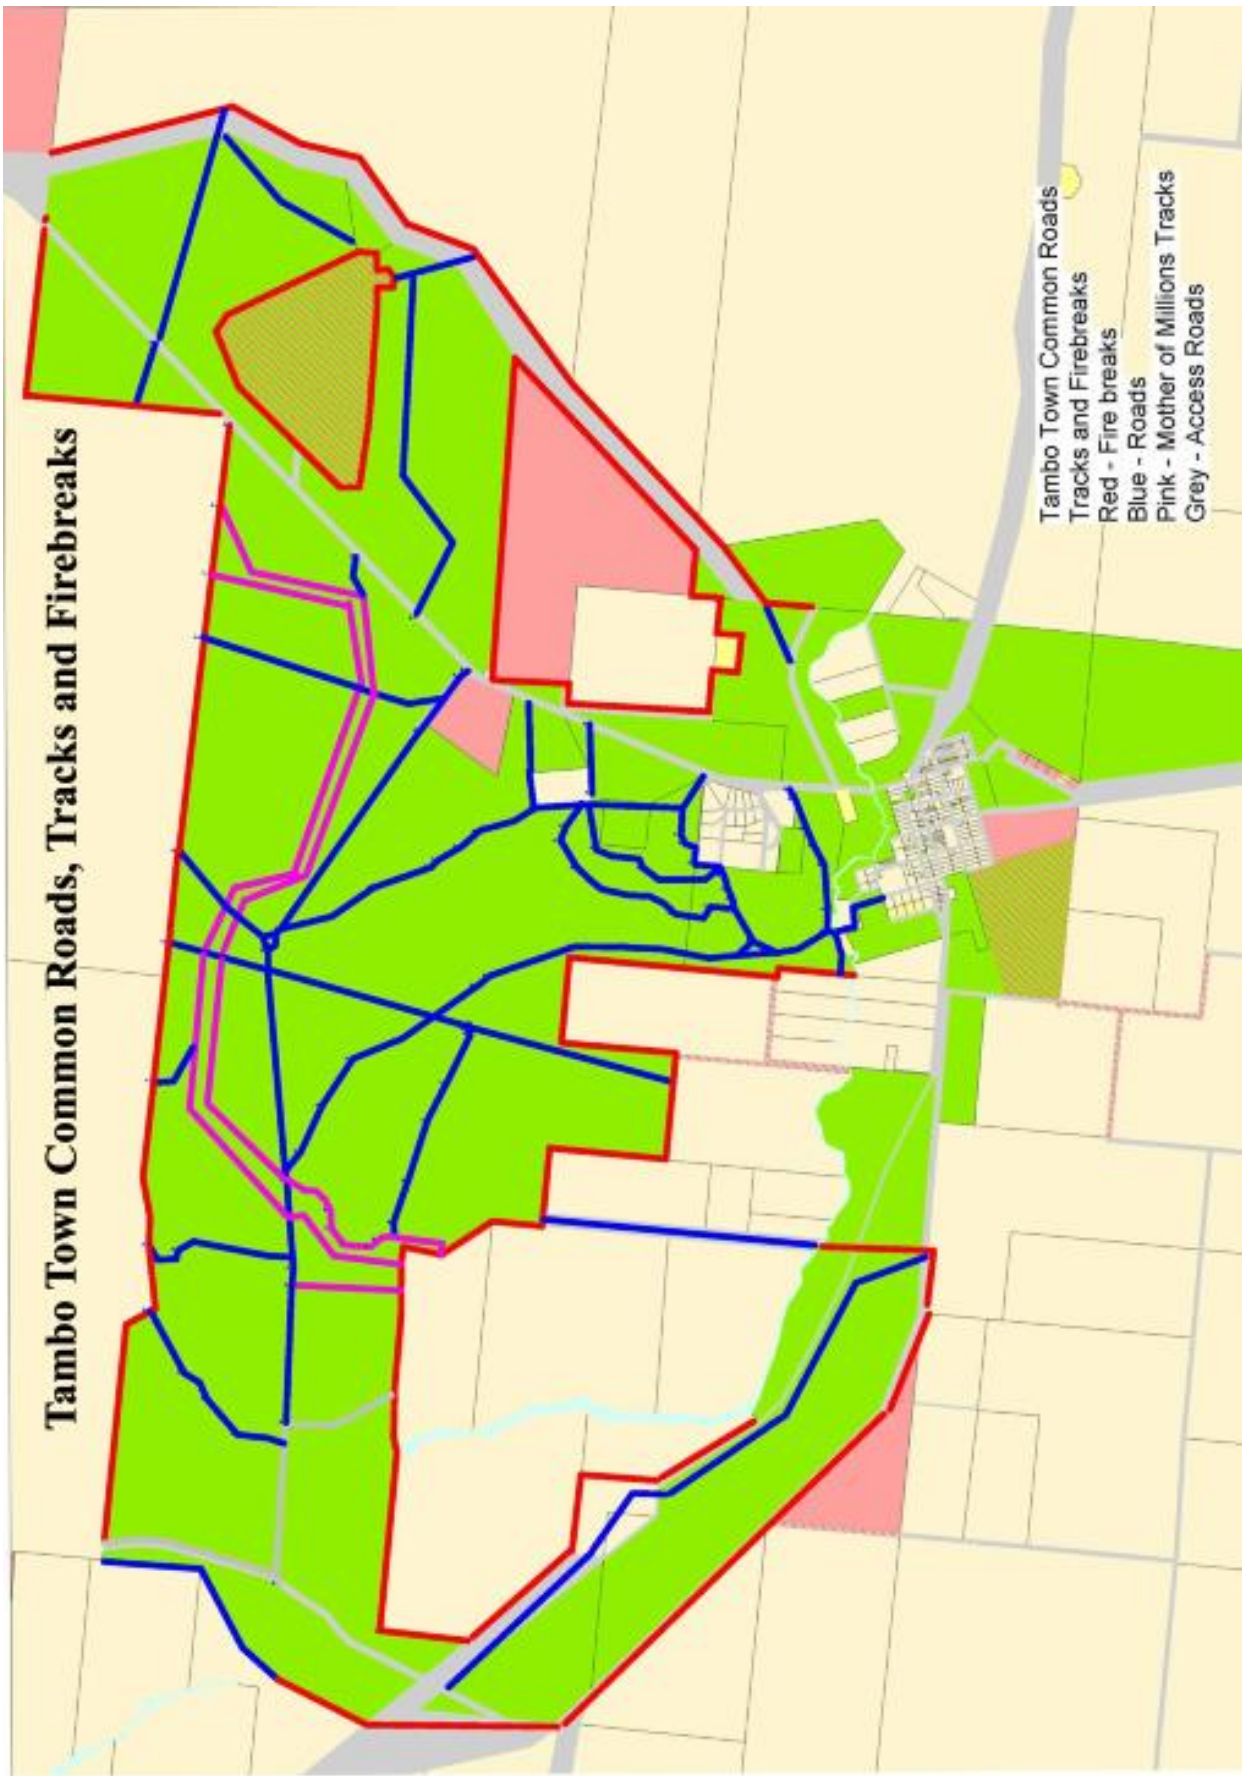 Tambo Town Common Roads, Tracks and Firebreaks
Tambo Town Common Roads
Tracks and Firebreaks
Red - Fire breaks
Blue - Roads
Pink - Mother of Millions Tracks
Grey - Access Roads